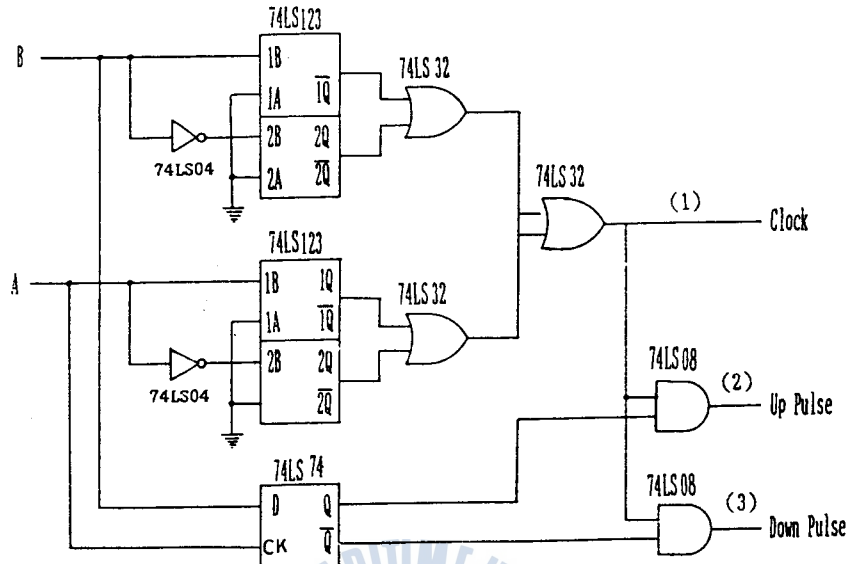 74LS123
B
1B
1Q
1A
74LS 32
2B
2Q
74LS04
2A
2Q
74LS 32
(1)
Clock
74LS123
A
1B
1Q
1A
1Q
74LS 32
2B
2Q
74LS04
2Q
74LS08
(2)
Up Pulse
74LS 74
D
Q
CK
Q
74LS08
(3)
Down Pulse